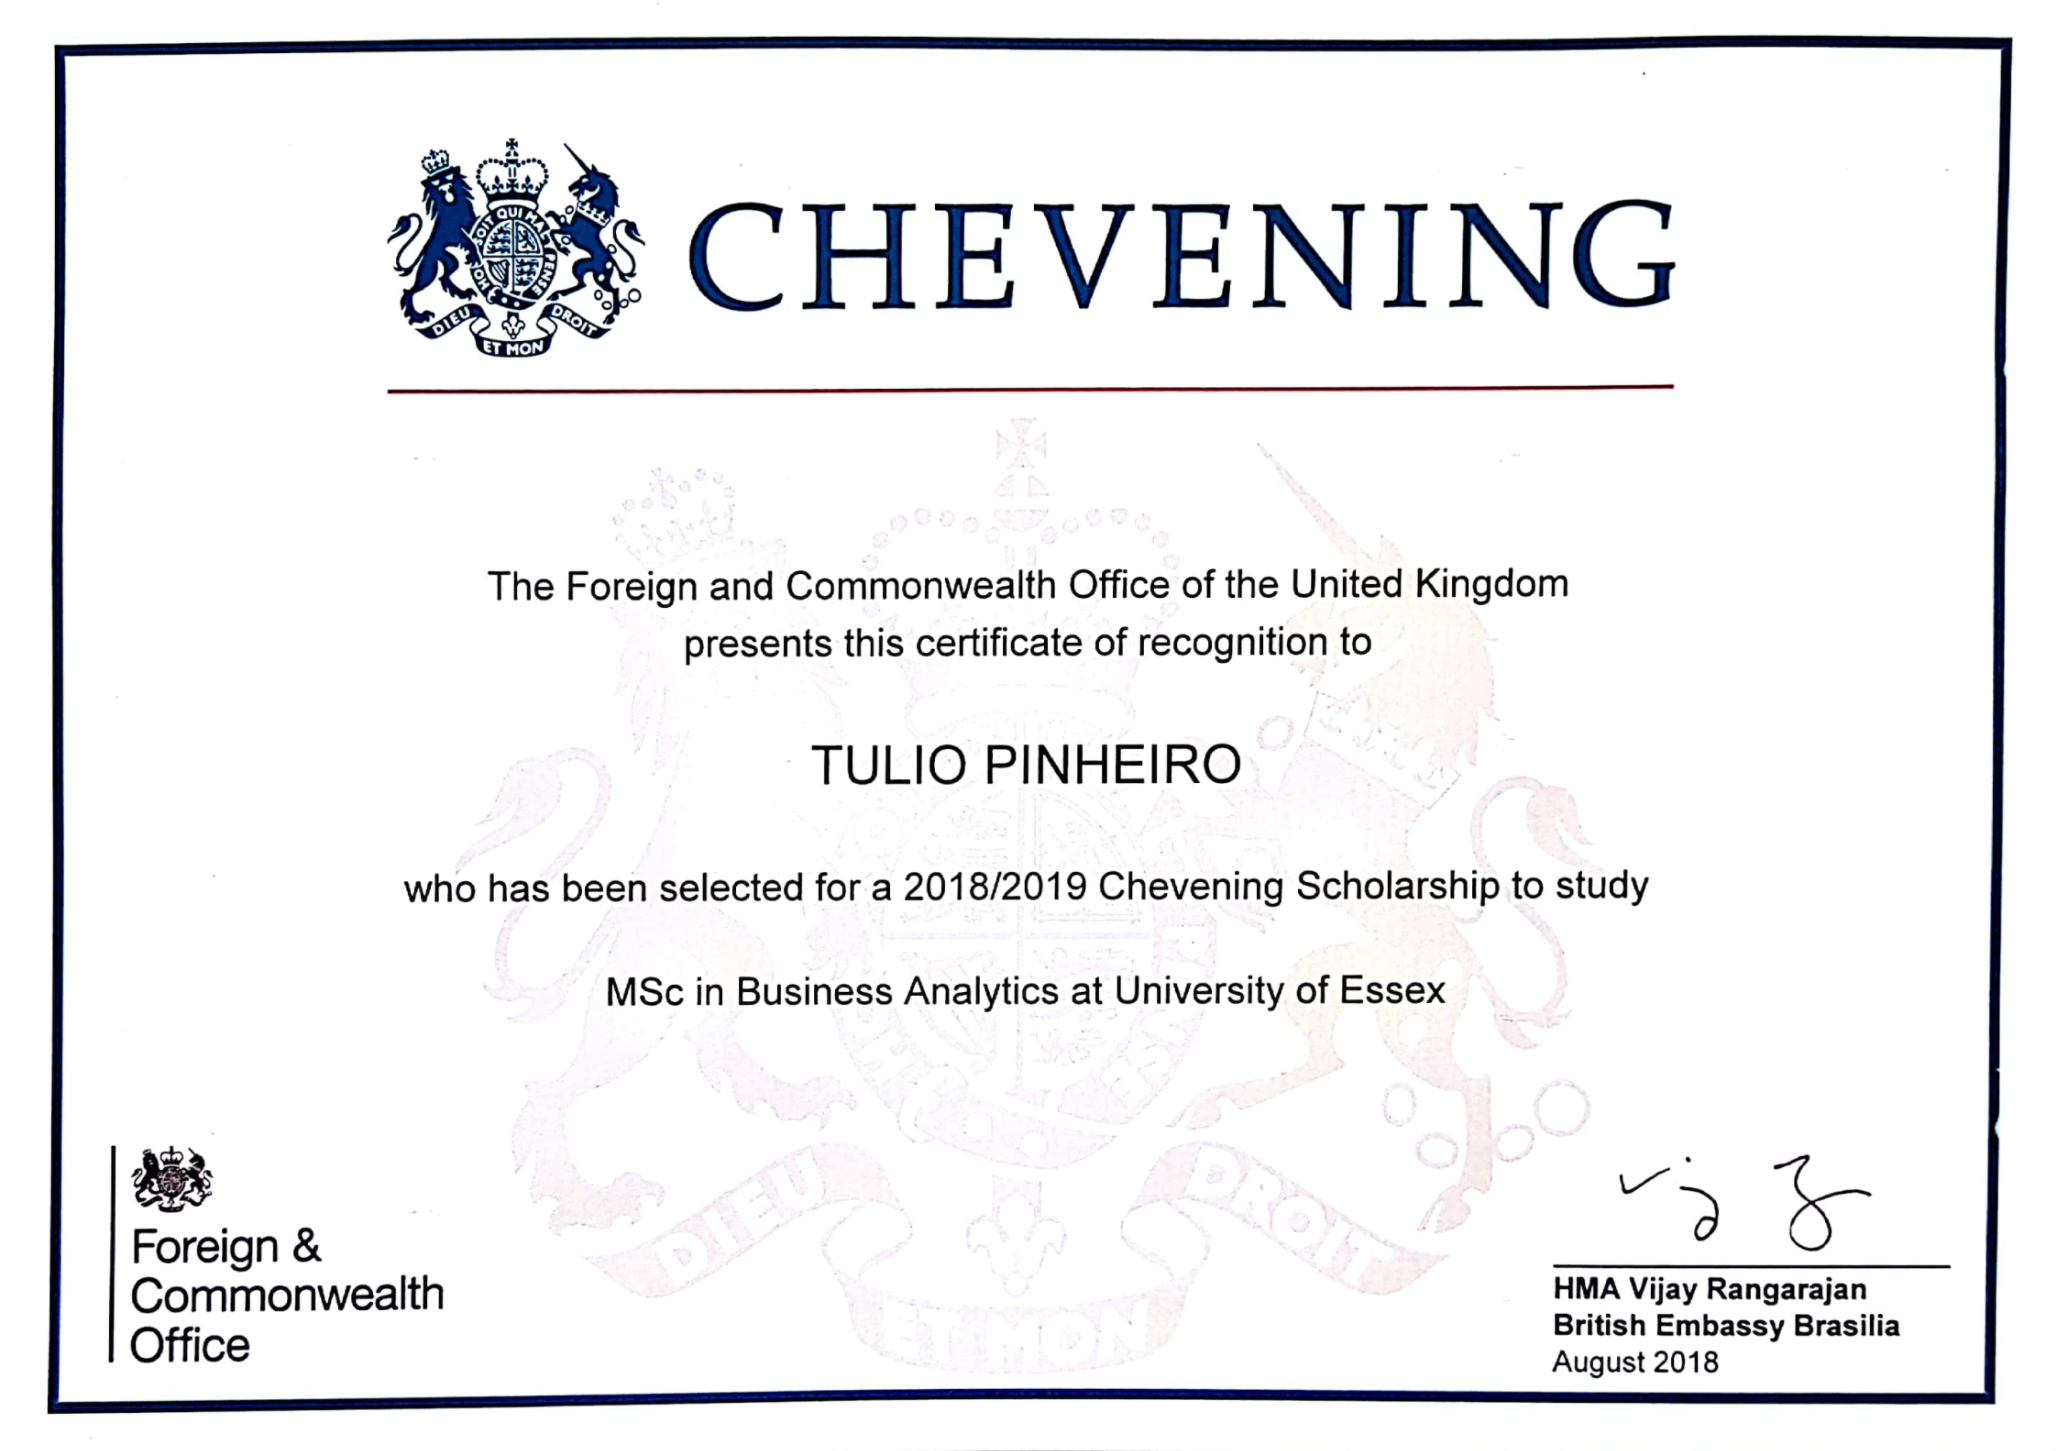 HONI SOIT QUI MAL Y PENSE
DIEU ET MON DROIT
CHEVENING
The Foreign and Commonwealth Office of the United Kingdom
presents this certificate of recognition to
TULIO PINHEIRO
who has been selected for a 2018/2019 Chevening Scholarship to study
MSc in Business Analytics at University of Essex
DIEU ET MON DROIT
Foreign &
Commonwealth
Office
HMA Vijay Rangarajan
British Embassy Brasilia
August 2018